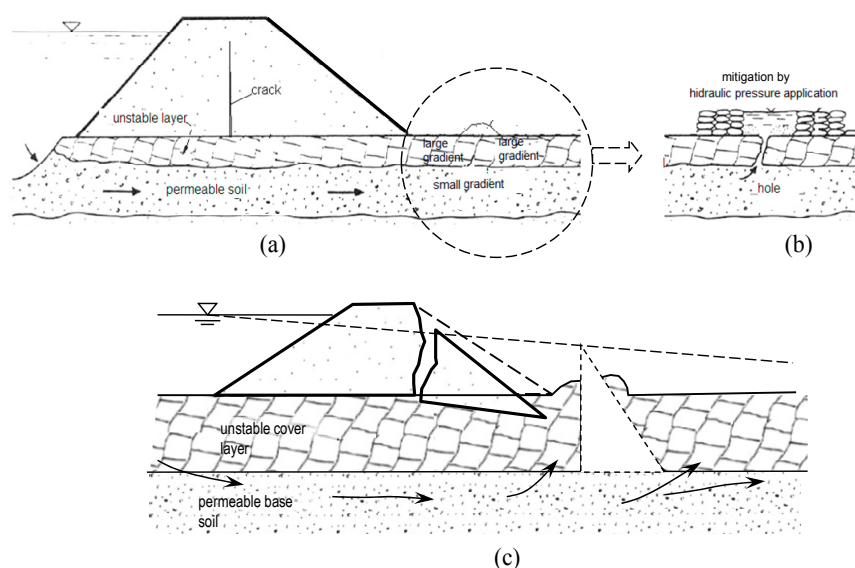 crack
unstable layer
large
gradient
large
gradient
permeable soil
small gradient
(a)
mitigation by
hidraulic pressure application
hole
(b)
unstable cover
layer
permeable base
soil
(c)